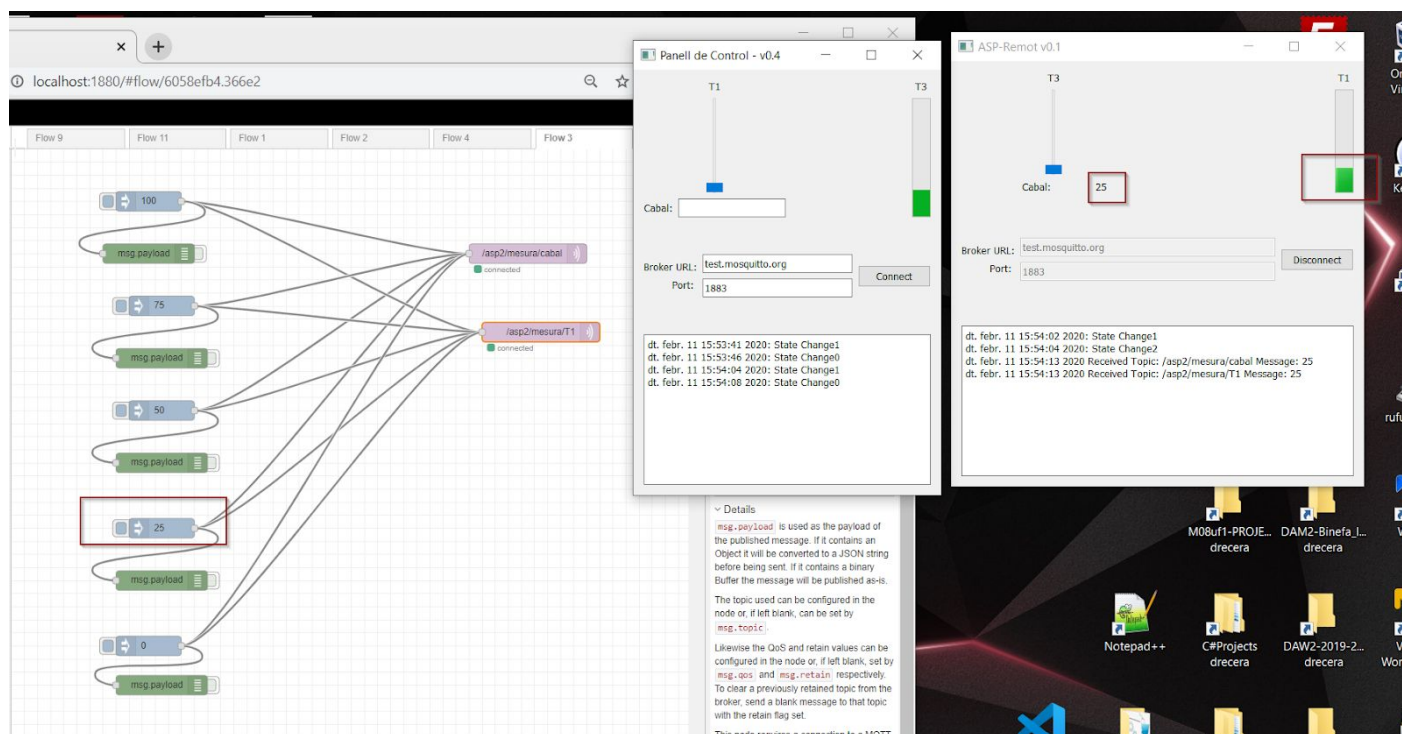 localhost:1880/#flow/6058efb4.366e2
Flow 9
Flow 11
Flow 1
Flow 2
Flow 4
Flow 3
100
msg.payload
75
msg.payload
50
msg.payload
25
msg.payload
0
msg.payload
/asp2/mesura/cabal
connected
/asp2/mesura/T1
connected
Details
msg.payload is used as the payload of
the published message. If it contains an
Object it will be converted to a JSON string
before being sent. If it contains a binary
Buffer the message will be published as-is.
The topic used can be configured in the
node or, if left blank, can be set by
msg.topic.
Likewise the QoS and retain values can be
configured in the node or, if left blank, set by
msg.qos and msg.retain respectively.
To clear a previously retained topic from the
broker, send a blank message to that topic
with the retain flag set.
This node requires a connection to a MQTT
Panell de Control - v0.4
T1
T3
Cabal:
Broker URL: test.mosquitto.org
Connect
Port: 1883
dt. febr. 11 15:53:41 2020: State Change1
dt. febr. 11 15:53:46 2020: State Change0
dt. febr. 11 15:54:04 2020: State Change1
dt. febr. 11 15:54:08 2020: State Change0
ASP-Remot v0.1
T3
T1
Cabal: 25
Broker URL: test.mosquitto.org
Disconnect
Port: 1883
dt. febr. 11 15:54:02 2020: State Change1
dt. febr. 11 15:54:04 2020: State Change2
dt. febr. 11 15:54:13 2020 Received Topic: /asp2/mesura/cabal Message: 25
dt. febr. 11 15:54:13 2020 Received Topic: /asp2/mesura/T1 Message: 25
M08uf1-PROJE...
drecera
DAM2-Binefa_I...
drecera
Notepad++
C#Projects
drecera
DAW2-2019-2...
drecera